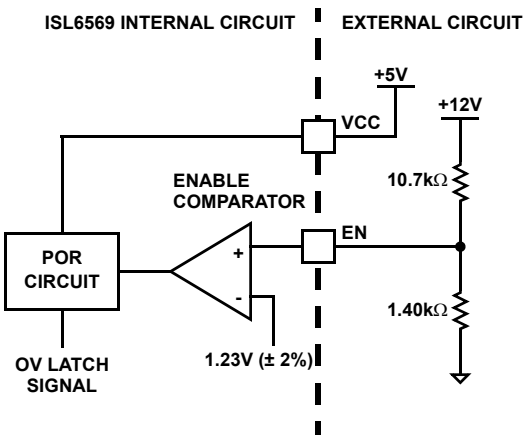 ISL6569 INTERNAL CIRCUIT
EXTERNAL CIRCUIT
+5V
+12V
VCC
10.7kΩ
ENABLE
COMPARATOR
EN
+
POR
CIRCUIT
-
1.40kΩ
1.23V (± 2%)
OV LATCH
SIGNAL